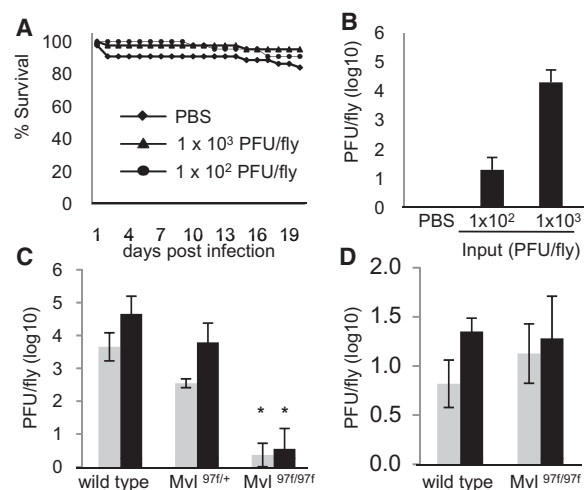 A
% Survival
100
80
60
40
20
0
PBS
1 x 10³ PFU/fly
1 x 10² PFU/fly
1 4 7 10 13 16 19
days post infection
B
PFU/fly (log10)
6
5
4
3
2
1
0
PBS 1x10² 1x10³
Input (PFU/fly)
C
PFU/fly (log10)
6
5
4
3
2
1
0
* *
wild type Mvl 97f/+ Mvl 97f/97f
D
PFU/fly (log10)
2.0
1.5
1.0
0.5
0.0
wild type Mvl 97f/97f